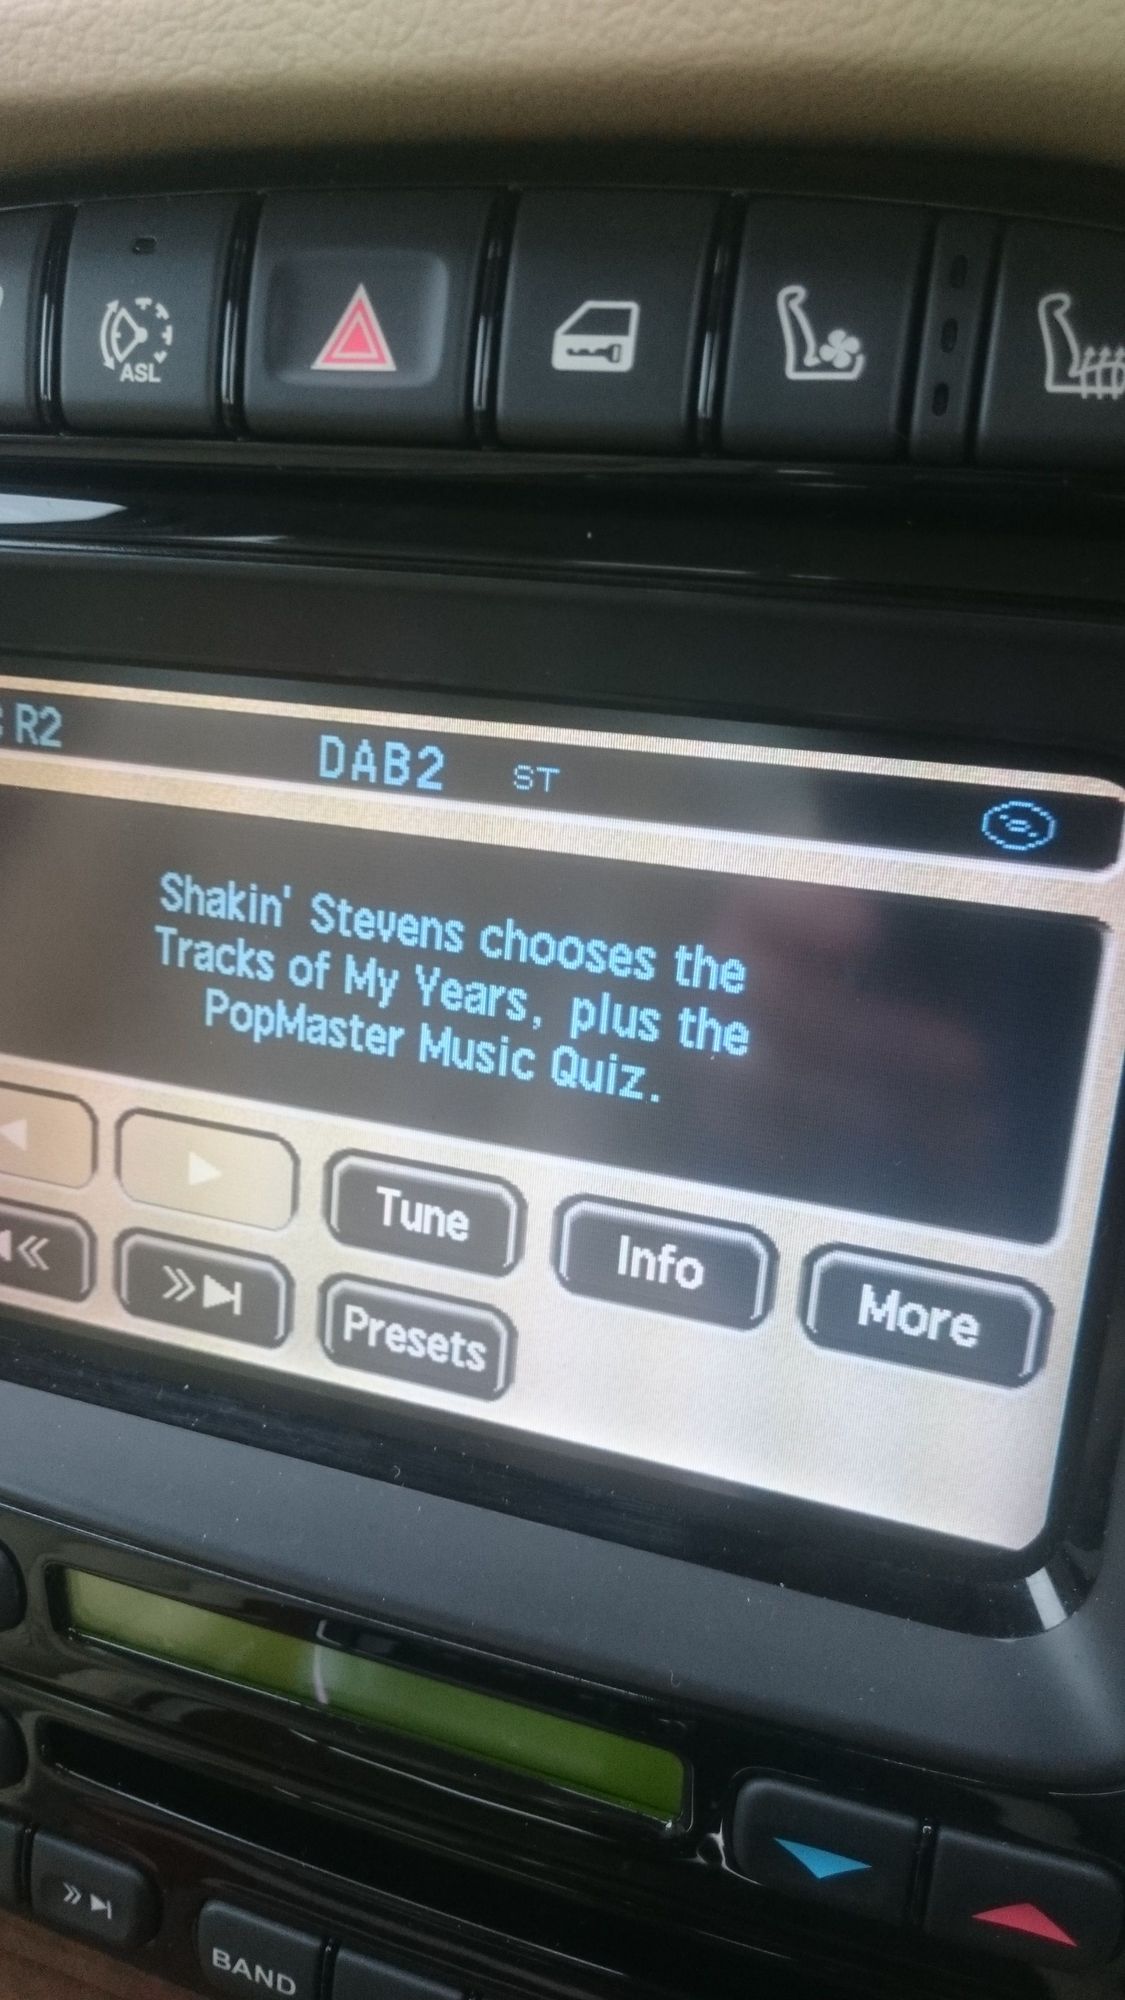 ASL
R2
DAB2 ST
Shakin' Stevens chooses the
Tracks of My Years, plus the
PopMaster Music Quiz.
Tune
Info
More
Presets
BAND